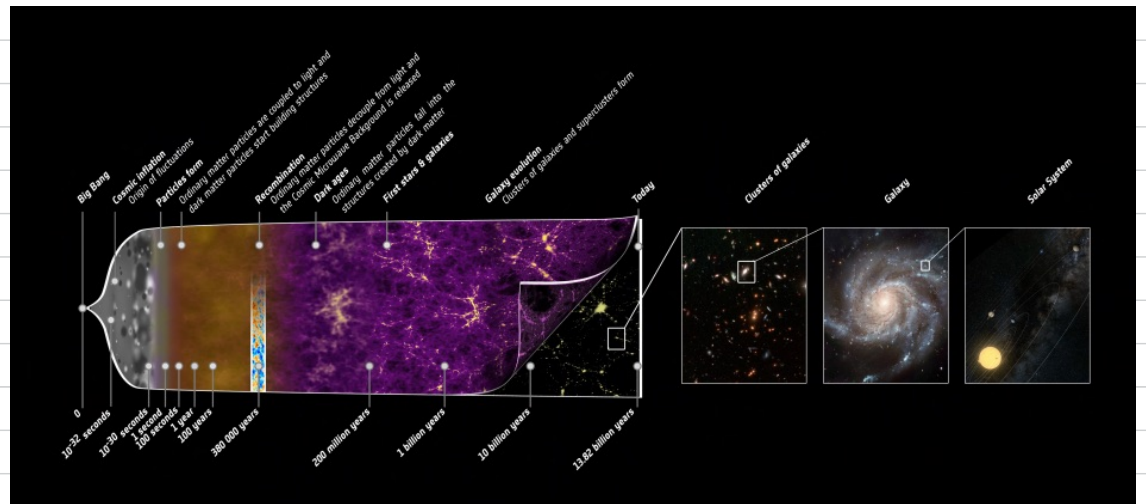 Big Bang
Cosmic inflation
Origin of fluctuations
Particles form
Ordinary matter particles are coupled to light and
dark matter particles start building structures
Recombination
Ordinary matter particles decouple from light and
the Cosmic Microwave Background is released
Dark ages
Ordinary matter particles fall into the
structures created by dark matter
First stars & galaxies
Galaxy evolution
Clusters of galaxies and superclusters form
Today
Clusters of galaxies
Galaxy
Solar System
0
10⁻³² seconds
10⁻³⁰ seconds
1 second
100 seconds
1 year
100 years
380 000 years
200 million years
1 billion years
10 billion years
13.82 billion years